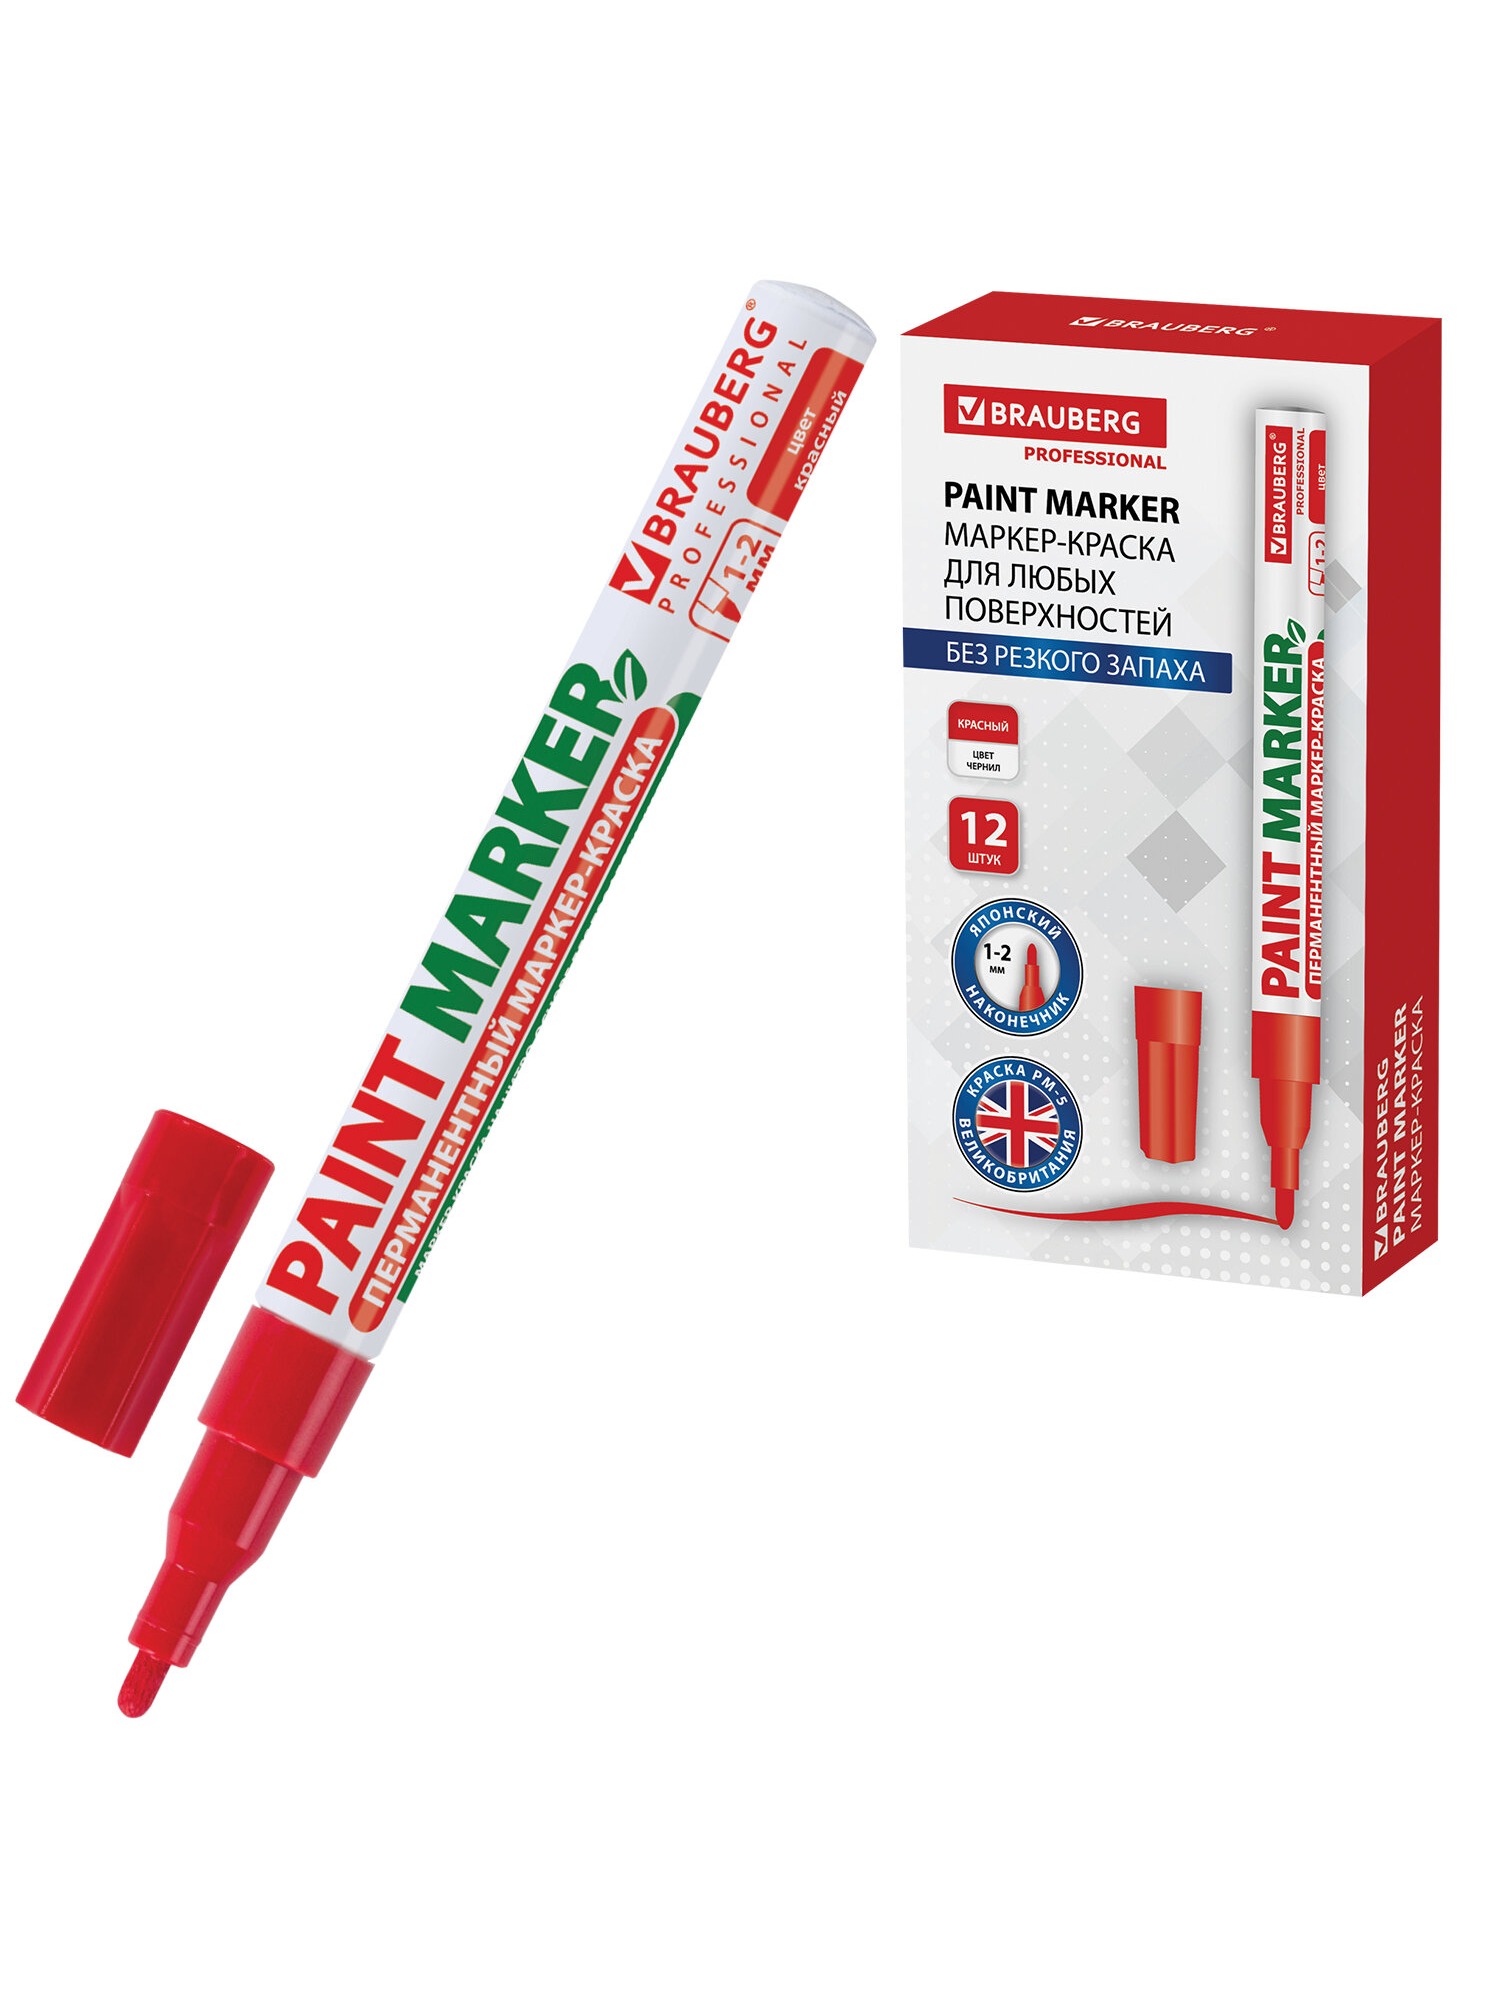 BRAUBERG®
PROFESSIONAL
цвет
красный
1-2
мм
PAINT MARKER
ПЕРМАНЕНТНЫЙ МАРКЕР-КРАСКА
BRAUBERG®
BRAUBERG
PROFESSIONAL
PAINT MARKER
МАРКЕР-КРАСКА
ДЛЯ ЛЮБЫХ
ПОВЕРХНОСТЕЙ
БЕЗ РЕЗКОГО ЗАПАХА
КРАСНЫЙ
ЦВЕТ
ЧЕРНИЛ
12
ШТУК
ЯПОНСКИЙ
1-2
мм
НАКОНЕЧНИК
КРАСКА PM-5
ВЕЛИКОБРИТАНИЯ
BRAUBERG®
PROFESSIONAL
цвет
1-2
PAINT MARKER
ПЕРМАНЕНТНЫЙ МАРКЕР-КРАСКА
BRAUBERG
PAINT MARKER
МАРКЕР-КРАСКА